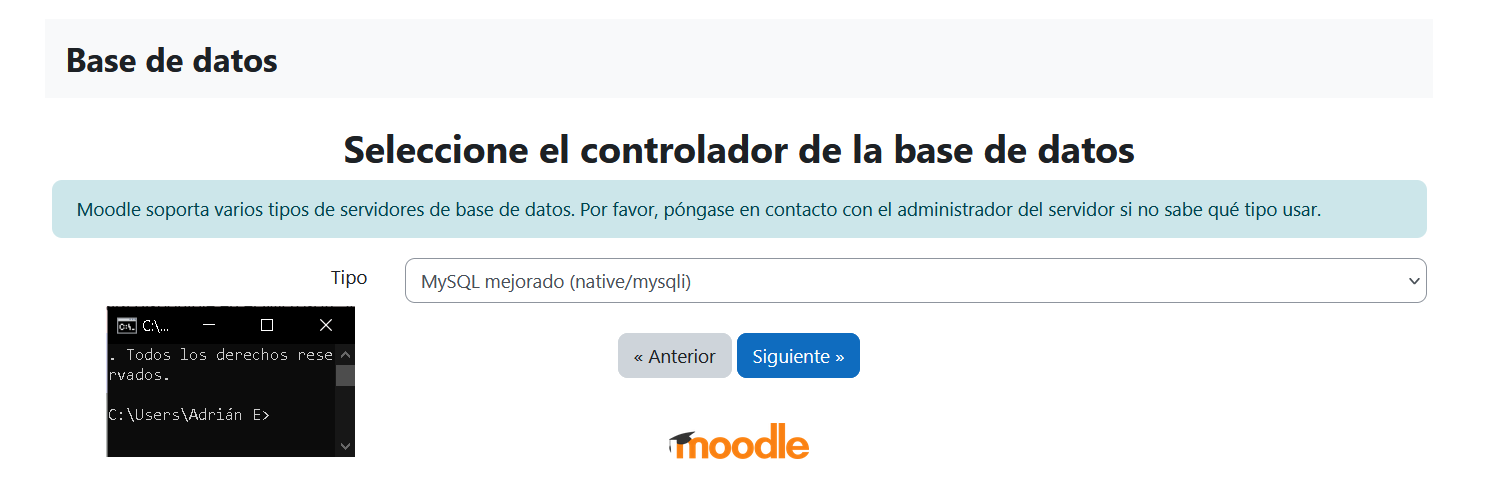 Base de datos
Seleccione el controlador de la base de datos
Moodle soporta varios tipos de servidores de base de datos. Por favor, póngase en contacto con el administrador del servidor si no sabe qué tipo usar.
Tipo
MySQL mejorado (native/mysqli)
C:\...
. Todos los derechos rese
rvados.
C:\Users\Adrián E>
« Anterior Siguiente »
moodle